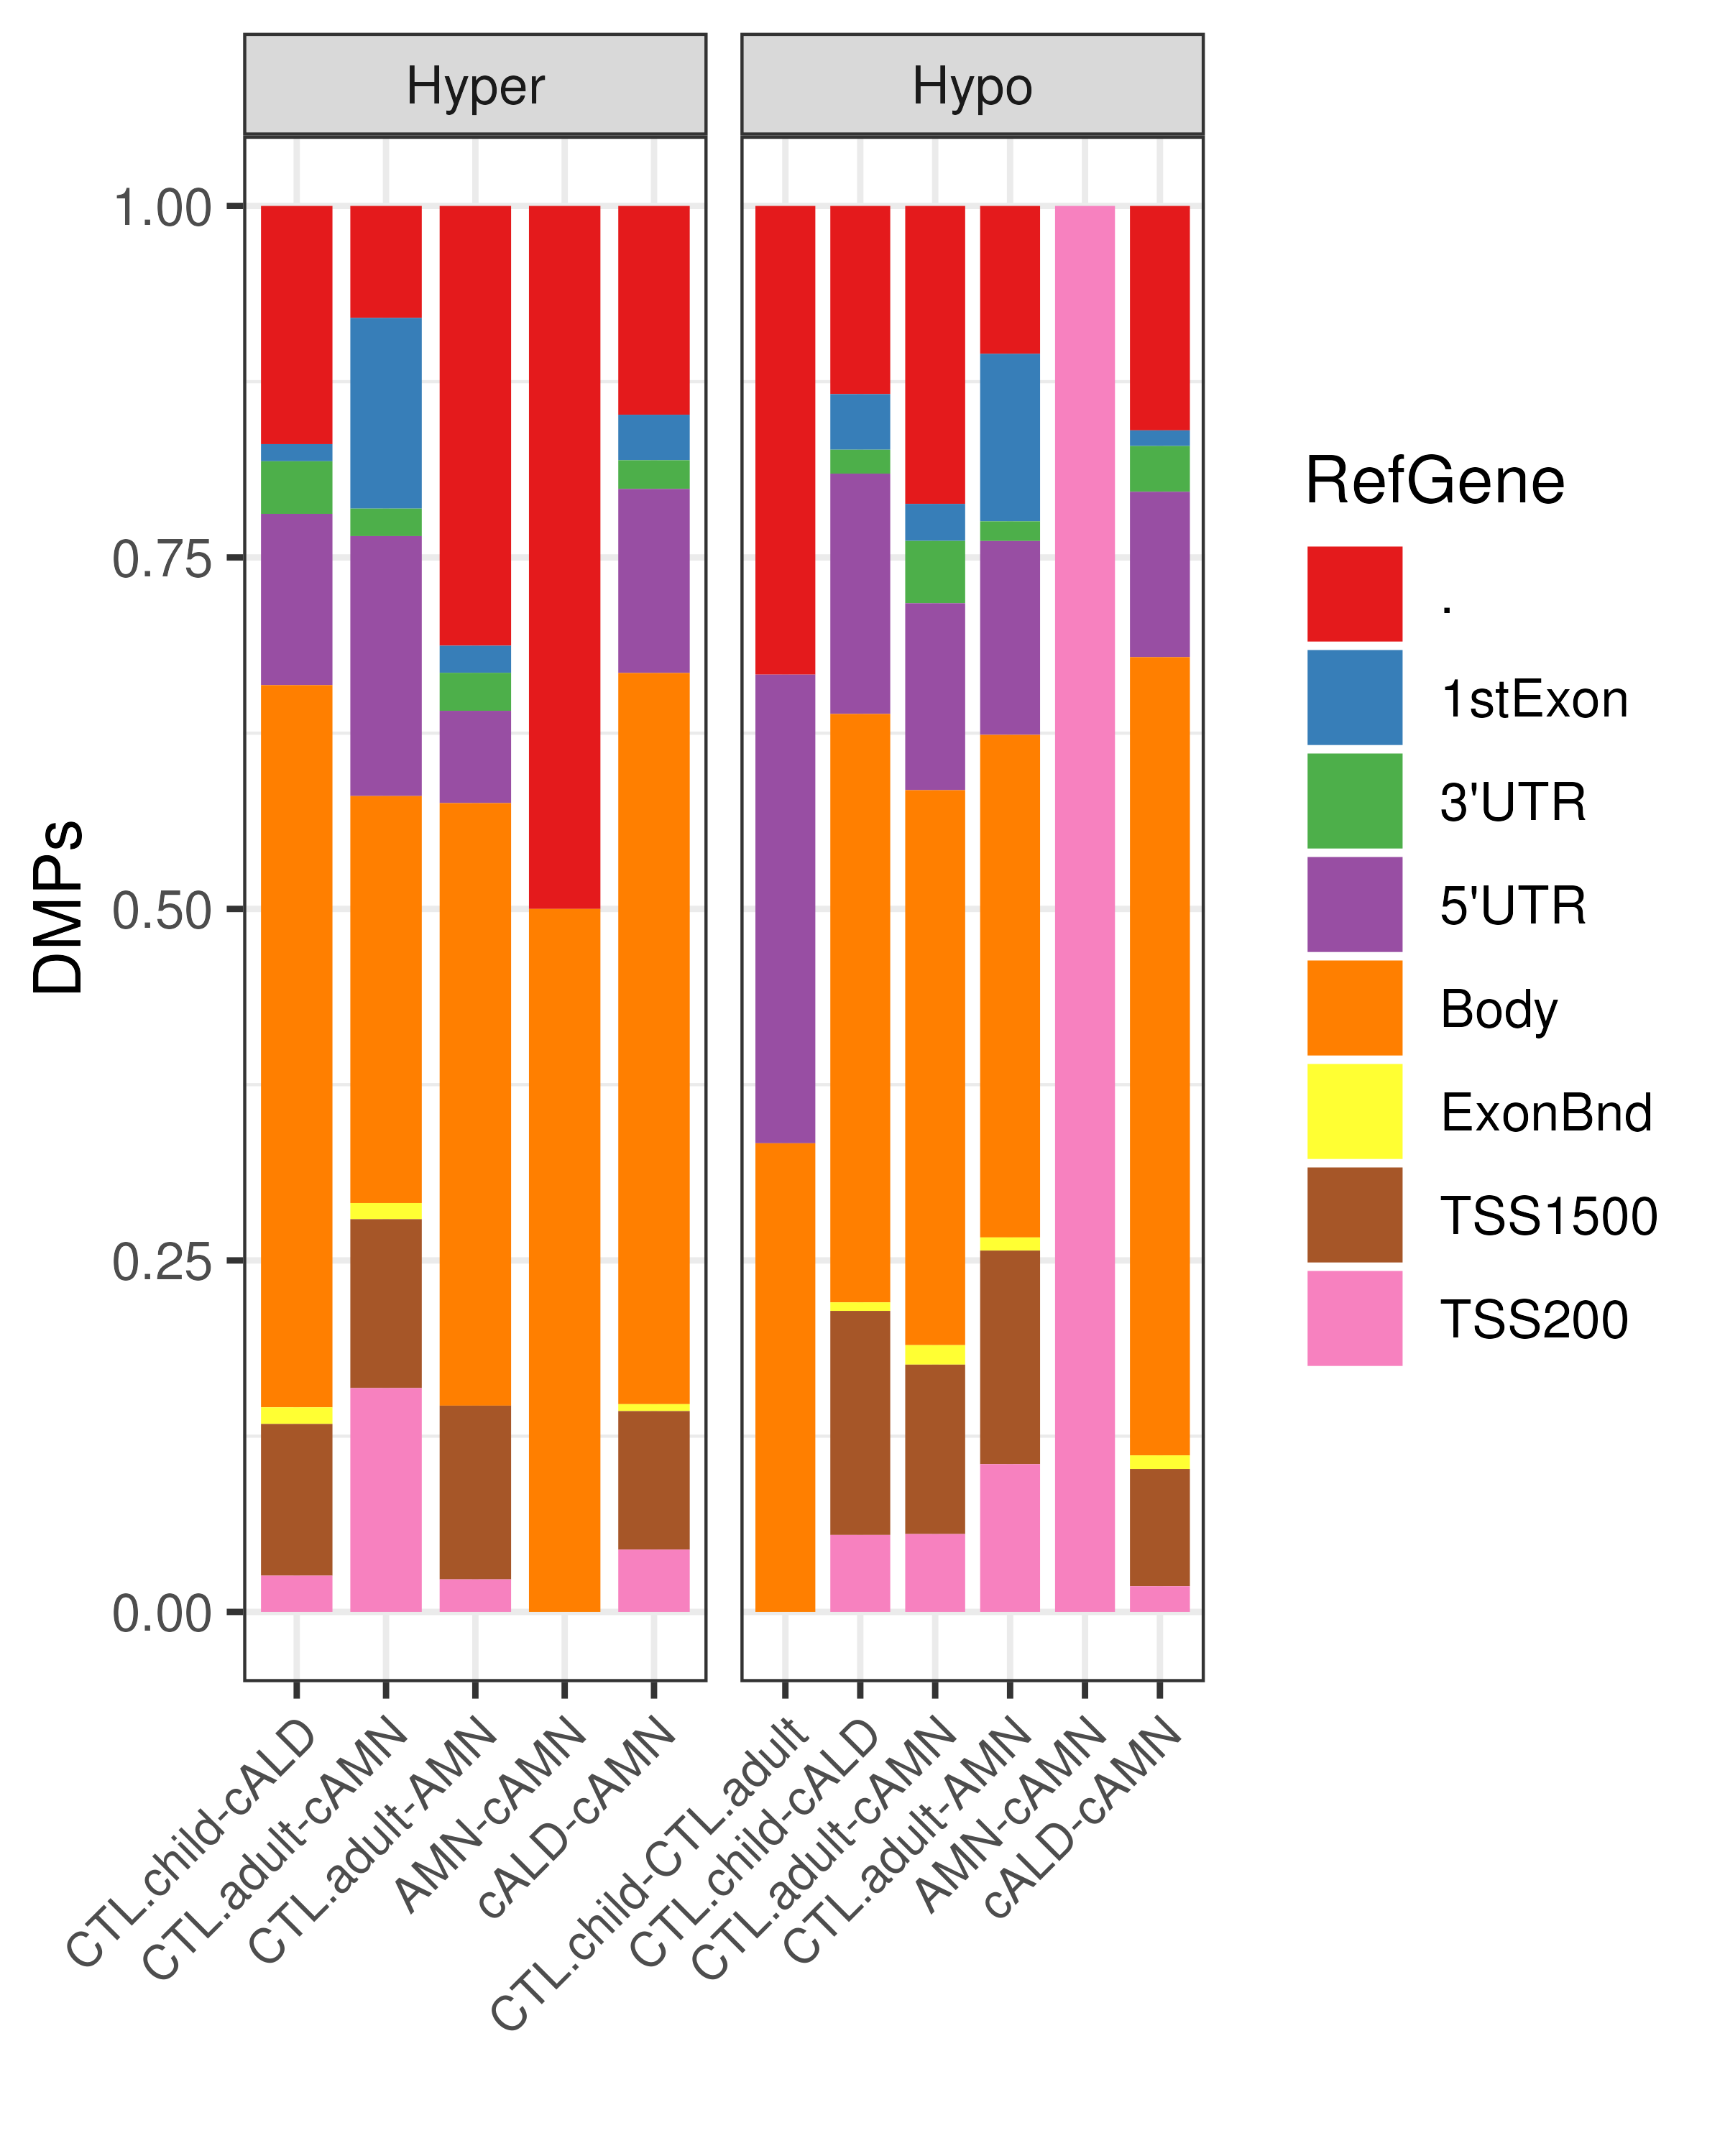 Hyper
Hypo
1.00
0.75
0.50
0.25
0.00
DMPs
CTL.child-cALD
CTL.adult-cAMN
CTL.adult-AMN
AMN-cAMN
cALD-cAMN
CTL.child-CTL.adult
CTL.child-cALD
CTL.adult-cAMN
CTL.adult-AMN
AMN-cAMN
cALD-cAMN
RefGene
.
1stExon
3'UTR
5'UTR
Body
ExonBnd
TSS1500
TSS200